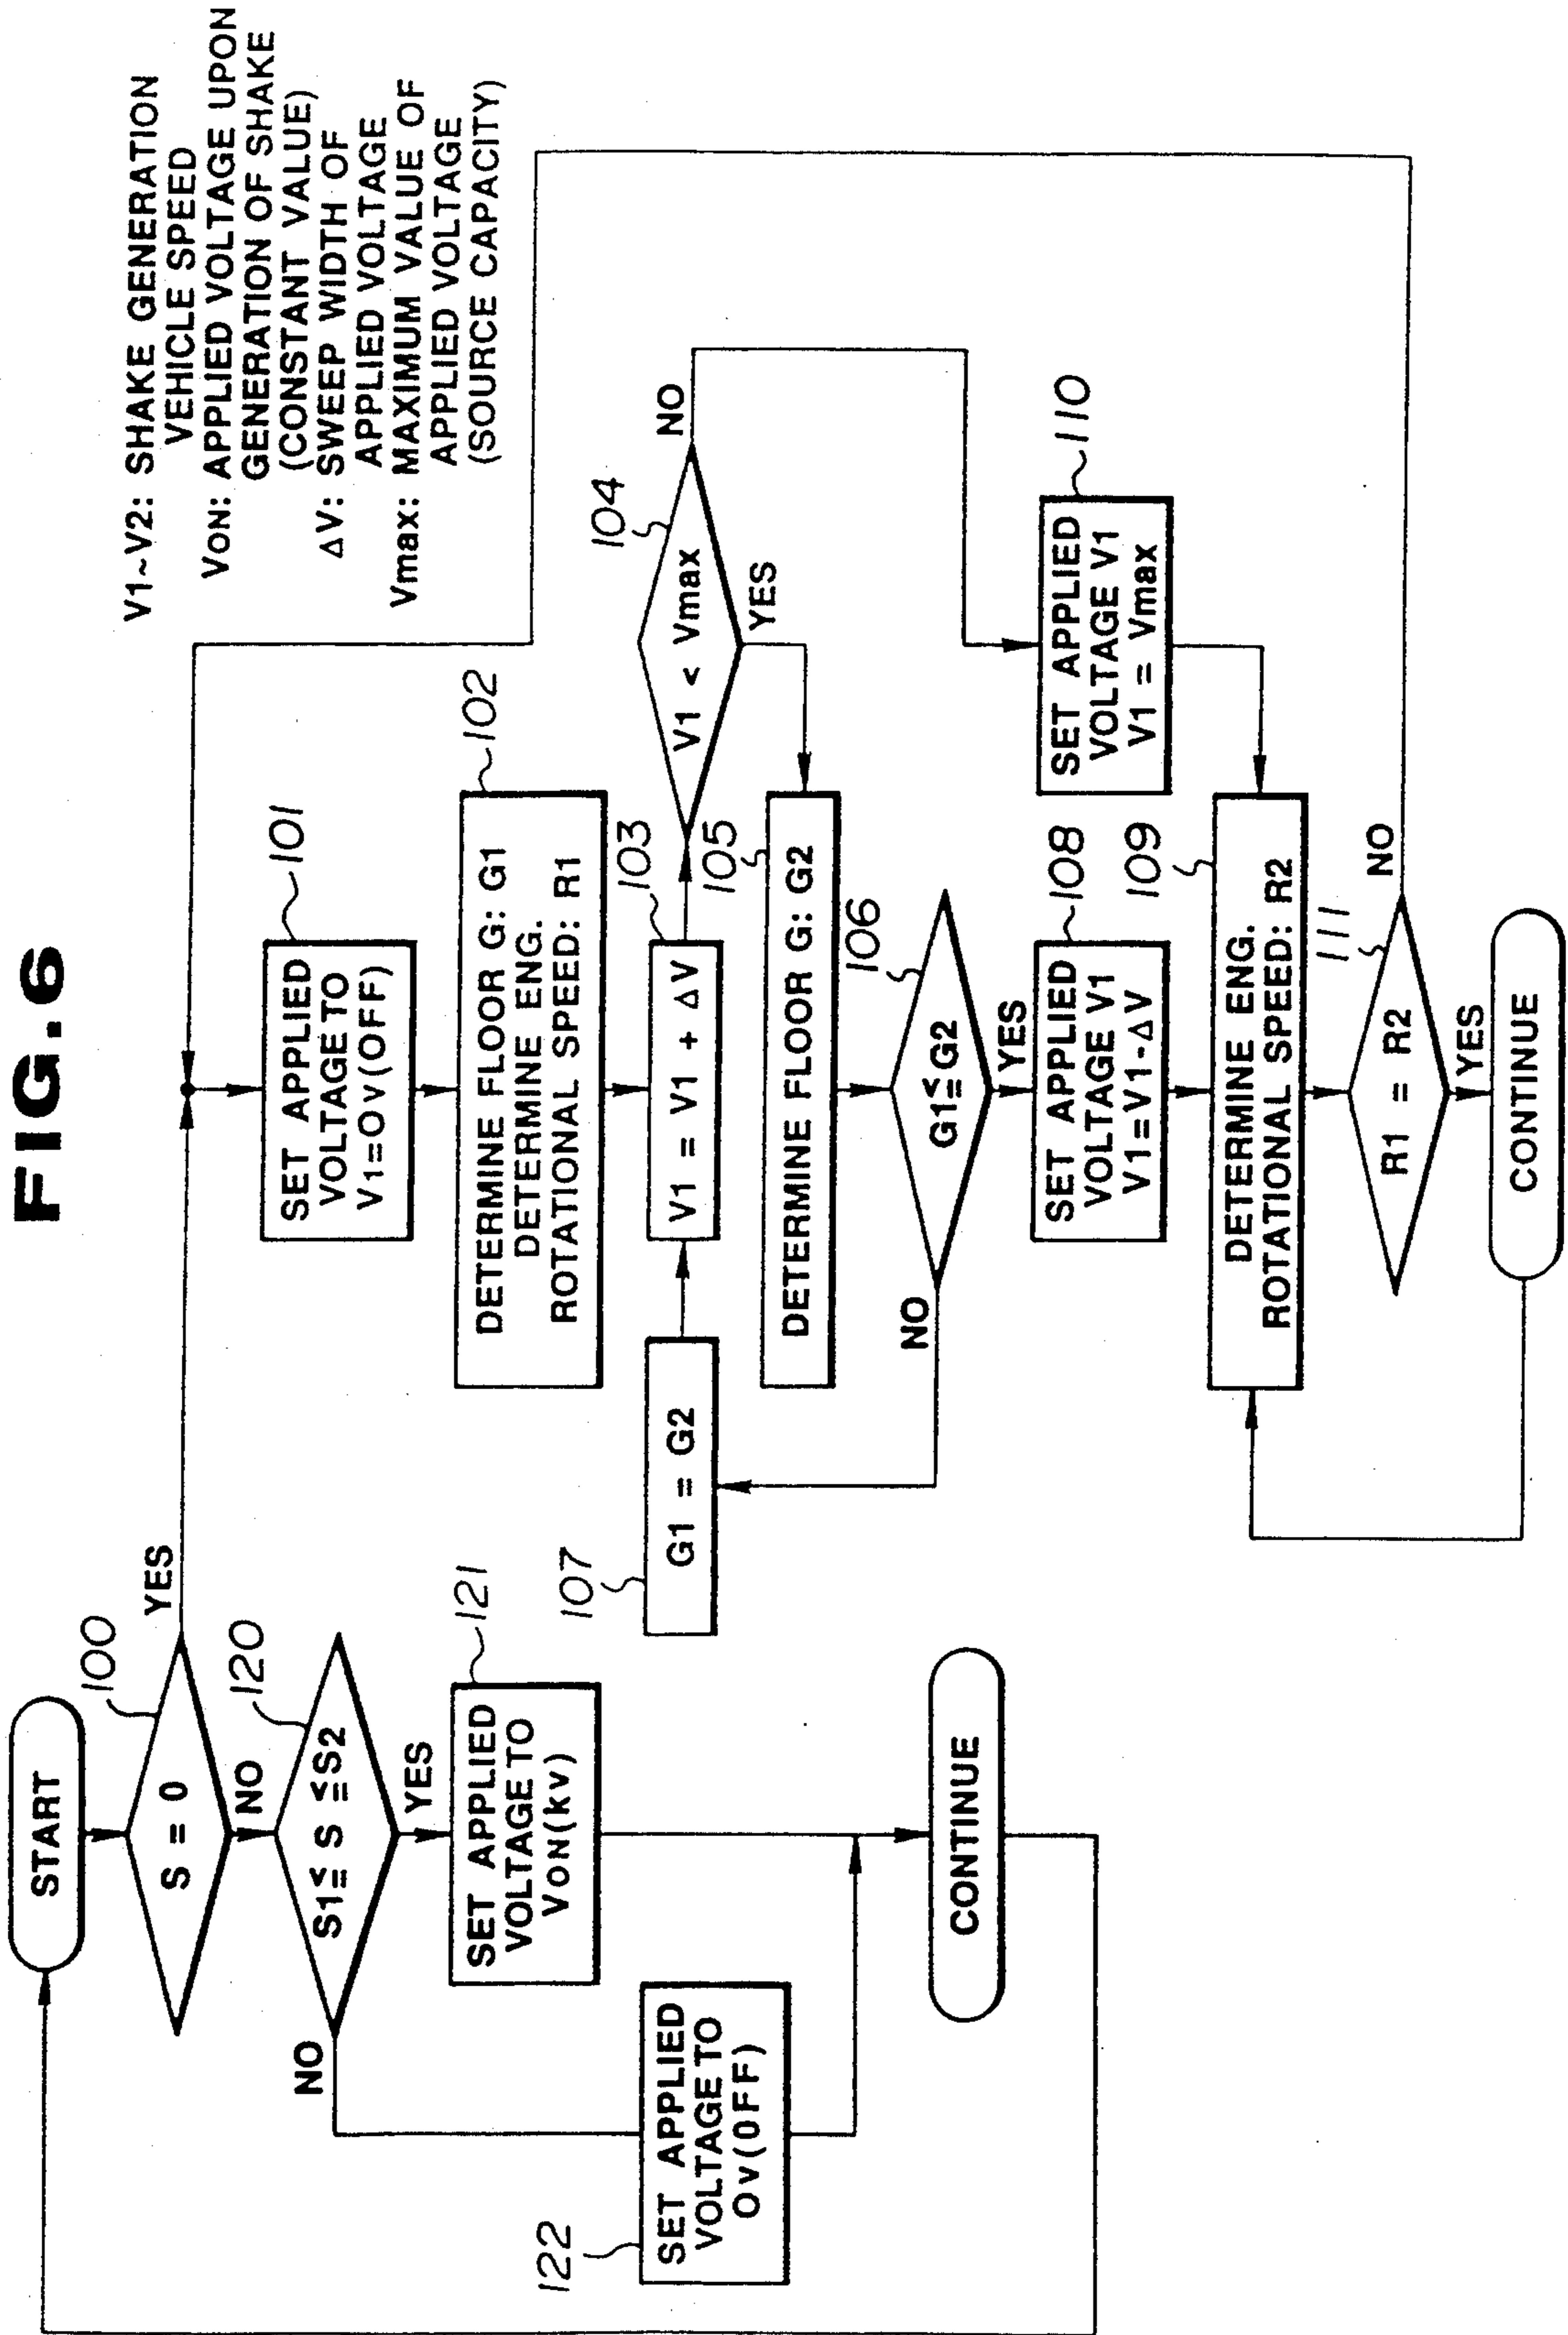 FIG.6
START
100
S = 0
YES
NO
120
S1≦ S ≦S2
YES
NO
121
SET APPLIED
VOLTAGE TO
VON(kv)
122
SET APPLIED
VOLTAGE TO
0v(0FF)
CONTINUE
101
SET APPLIED
VOLTAGE TO
V1=0v(OFF)
102
DETERMINE FLOOR G: G1
DETERMINE ENG.
ROTATIONAL SPEED: R1
103
V1 = V1 + ΔV
104
V1 < Vmax
NO
YES
105
DETERMINE FLOOR G: G2
106
G1≦G2
NO
YES
107
G1 = G2
108
SET APPLIED
VOLTAGE V1
V1=V1-ΔV
110
SET APPLIED
VOLTAGE V1
V1 = Vmax
109
DETERMINE ENG.
ROTATIONAL SPEED: R2
111
R1 = R2
NO
YES
CONTINUE
V1~V2: SHAKE GENERATION
VEHICLE SPEED
VON: APPLIED VOLTAGE UPON
GENERATION OF SHAKE
(CONSTANT VALUE)
ΔV: SWEEP WIDTH OF
APPLIED VOLTAGE
Vmax: MAXIMUM VALUE OF
APPLIED VOLTAGE
(SOURCE CAPACITY)